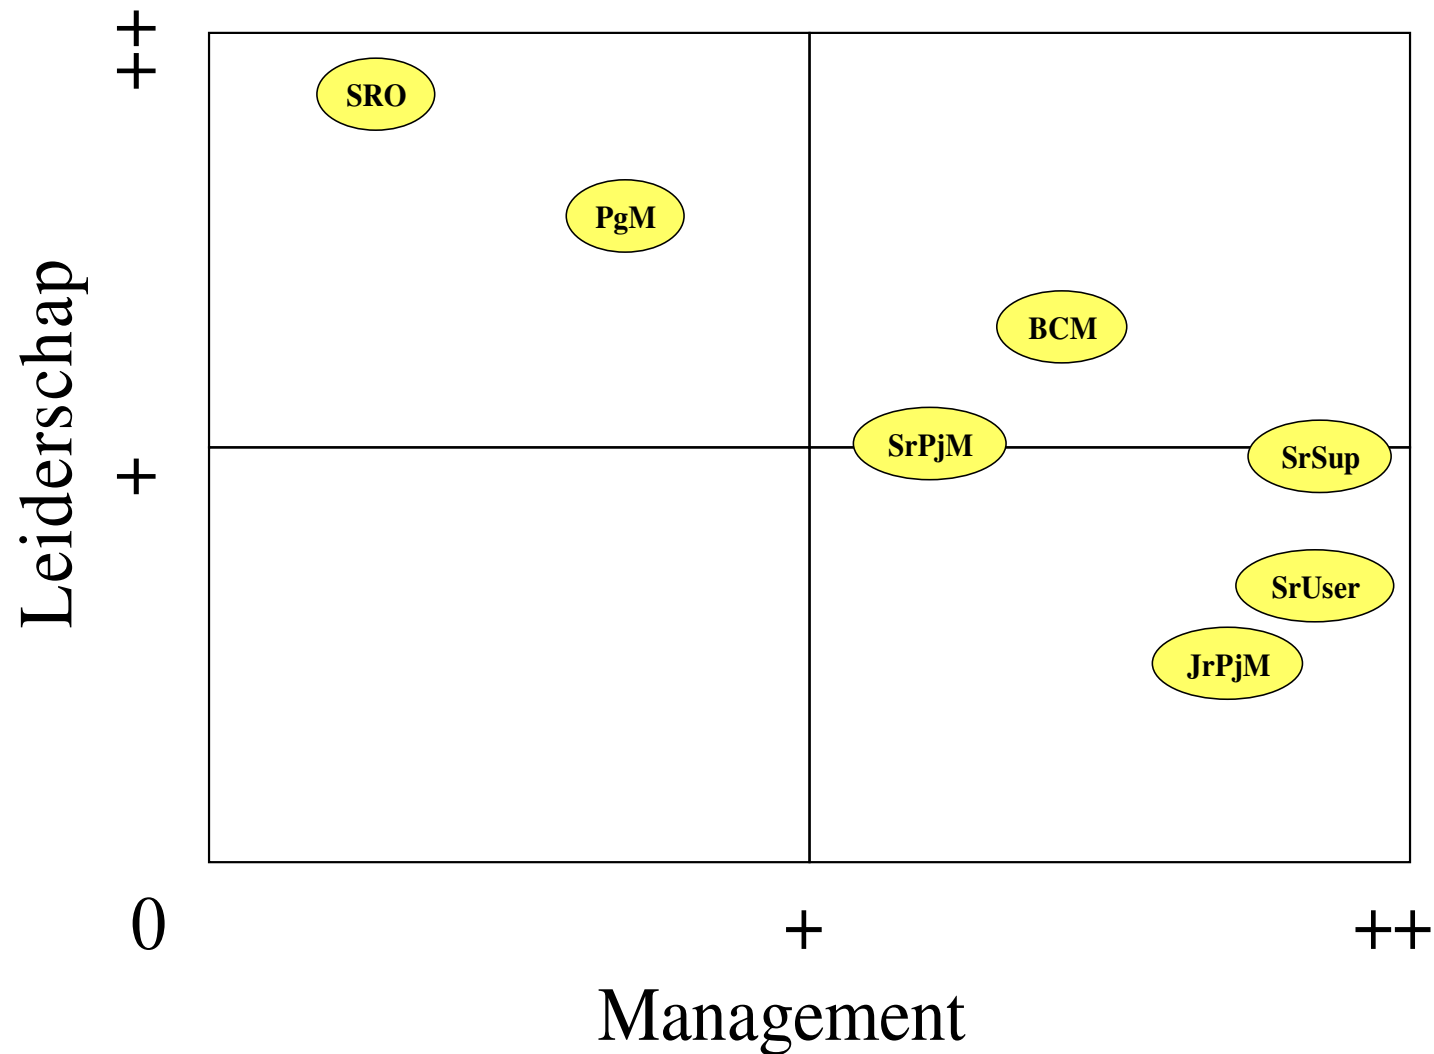 ++
SRO
PgM
BCM
SrPjM
SrSup
+
SrUser
JrPjM
Leiderschap
0
+
++
Management